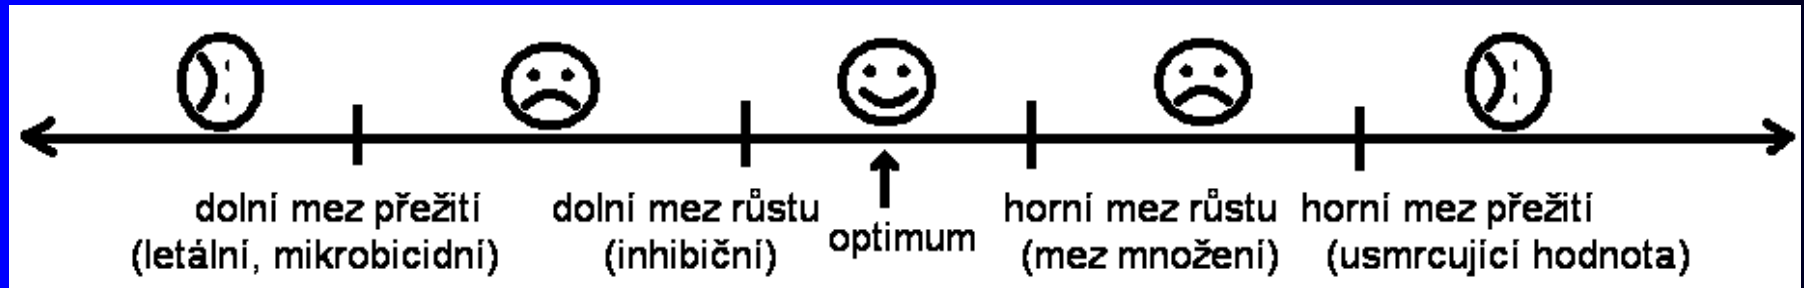 dolní mez přežití
(letální, mikrobicidní)
dolní mez růstu
(inhibiční)
optimum
horní mez růstu
(mez množení)
horní mez přežití
(usmrcující hodnota)